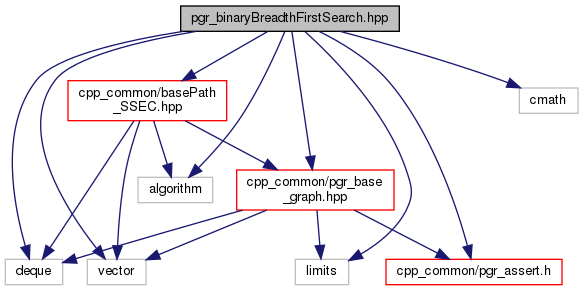 pgr_binaryBreadthFirstSearch.hpp
cpp_common/basePath
_SSEC.hpp
cmath
algorithm
cpp_common/pgr_base
_graph.hpp
deque
vector
limits
cpp_common/pgr_assert.h